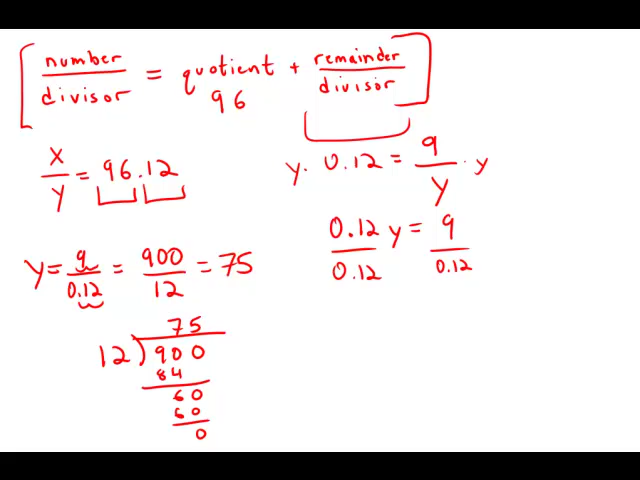 [ number/divisor = quotient + remainder/divisor ]
96
x/y = 96.12
y· 0.12 = 9/y · y
0.12 y = 9
0.12 0.12
y = 9/0.12 = 900/12 = 75
75
12 ) 900
84
60
60
0